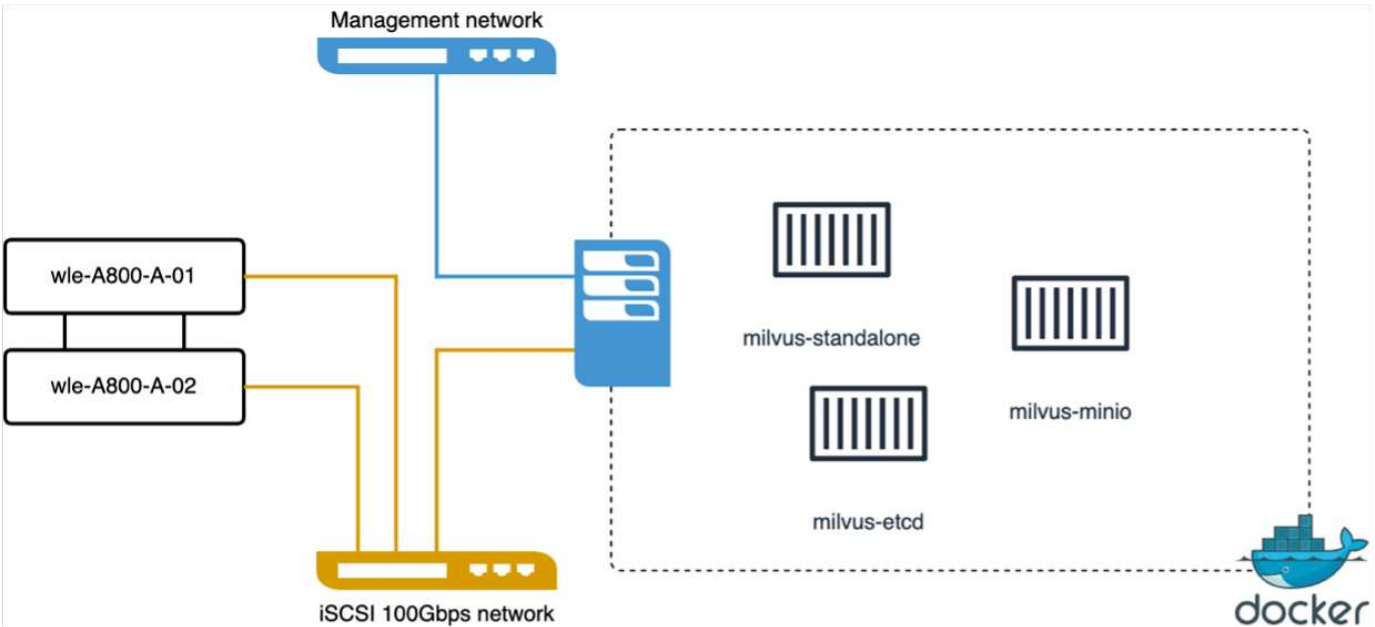 Management network
wle-A800-A-01
wle-A800-A-02
milvus-standalone
milvus-minio
milvus-etcd
iSCSI 100Gbps network
docker